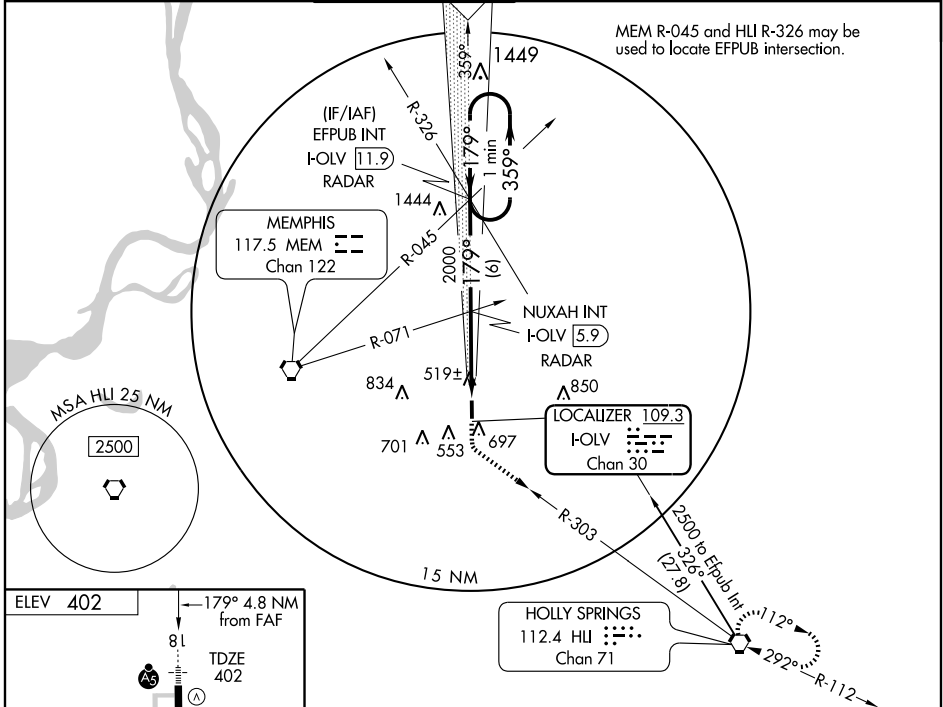 MEM R-045 and HLI R-326 may be
used to locate EFPUB intersection.
1449
359°
R-326
(IF/IAF)
EFPUB INT
I-OLV 11.9
RADAR
179°
1 min
359°
1444
MEMPHIS
117.5 MEM
Chan 122
R-045
2000
179°
(6)
NUXAH INT
I-OLV 5.9
RADAR
R-071
519±
834
850
MSA HLI 25 NM
2500
LOCALIZER 109.3
I-OLV
Chan 30
701
553
697
R-303
2500 to Efpub Int
326°
(27.8)
15 NM
HOLLY SPRINGS
112.4 HLI
Chan 71
112°
292°
R-112
ELEV 402
179° 4.8 NM
from FAF
18
TDZE
402
A5